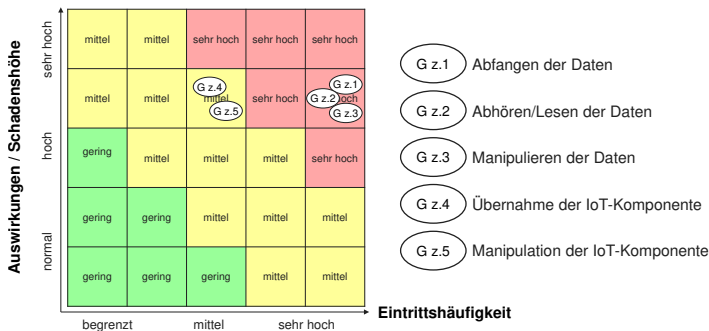 Auswirkungen / Schadenshöhe
sehr hoch
hoch
normal
mittel mittel sehr hoch sehr hoch sehr hoch
mittel mittel mittel sehr hoch hoch
G z.4
G z.5
G z.1
G z.2
G z.3
gering mittel mittel mittel sehr hoch
gering gering mittel mittel mittel
gering gering gering mittel mittel
Eintrittshäufigkeit
begrenzt mittel sehr hoch
G z.1 Abfangen der Daten
G z.2 Abhören/Lesen der Daten
G z.3 Manipulieren der Daten
G z.4 Übernahme der IoT-Komponente
G z.5 Manipulation der IoT-Komponente